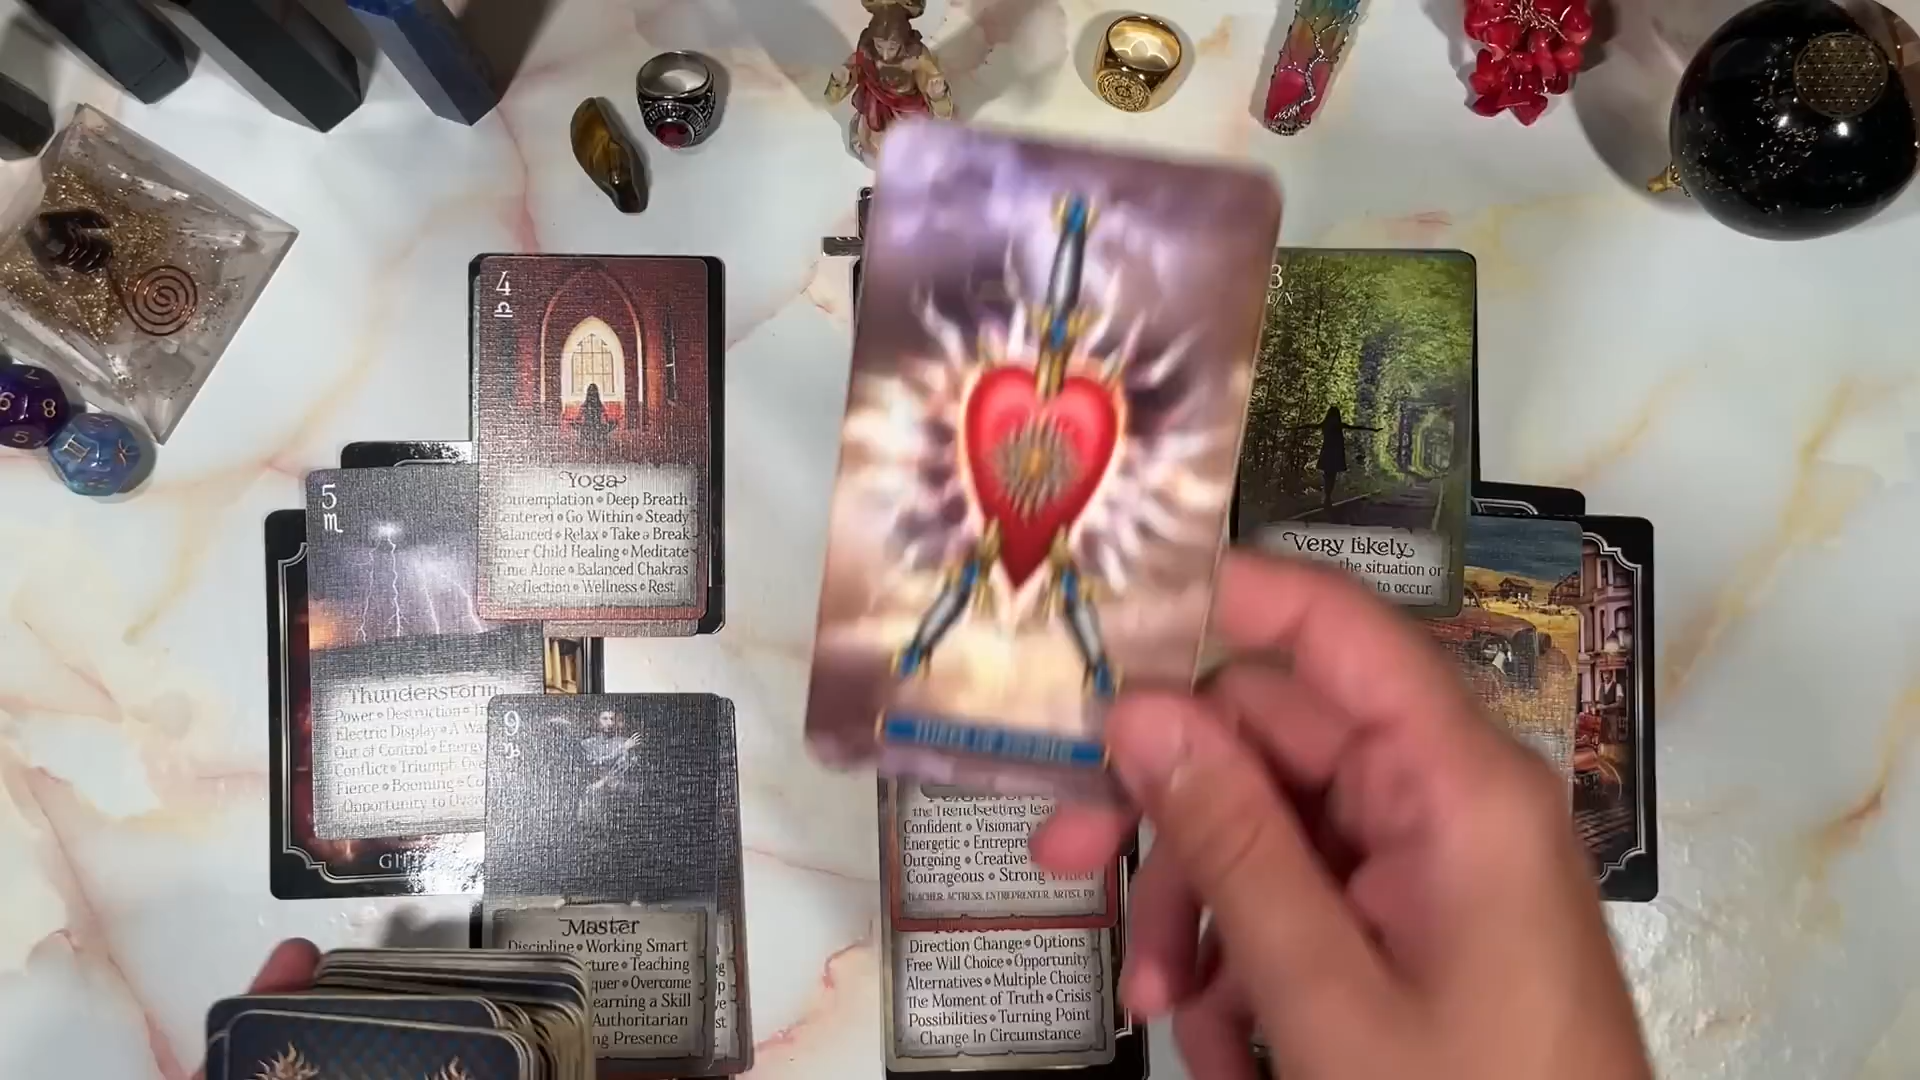 4
Yoga
Contemplation • Deep Breath
Centered • Go Within • Steady
Balanced • Relax • Take a Break
Inner Child Healing • Meditate
Time Alone • Balanced Chakras
Reflection • Wellness • Rest
5
Thunderstorm
Power • Destruction •
Electric Display • A
Out of Control • Energy
Conflict • Triumph
Fierce • Booming •
Opportunity to
9
Master
Discipline • Working Smart
Teaching
Overcome
Learning a Skill
Authoritarian
Presence
the Trendsetting
Confident • Visionary
Energetic •
Outgoing • Creative
Courageous • Strong Willed
TEACHER, ACTRESS, ENTREPRENEUR, ARTIST,
Direction Change • Options
Free Will Choice • Opportunity
Alternatives • Multiple Choice
The Moment of Truth • Crisis
Possibilities • Turning Point
Change In Circumstance
Y/N
Very Likely
the situation or
to occur.
8
5